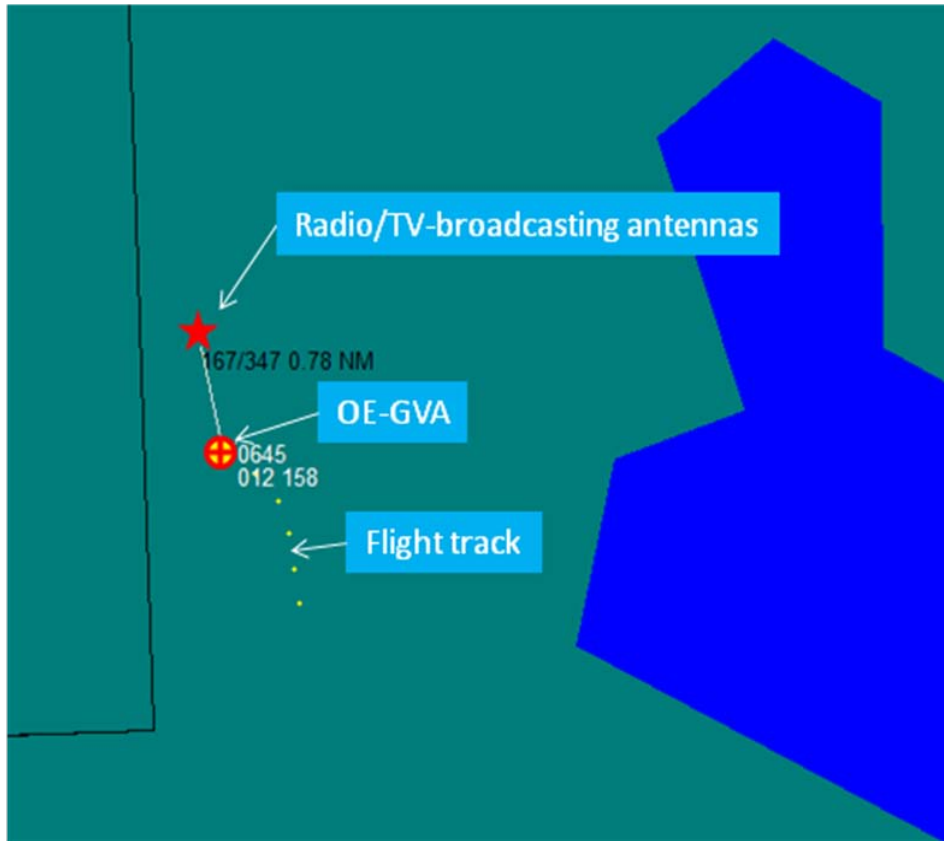 Radio/TV-broadcasting antennas
167/347 0.78 NM
OE-GVA
0645
012 158
Flight track